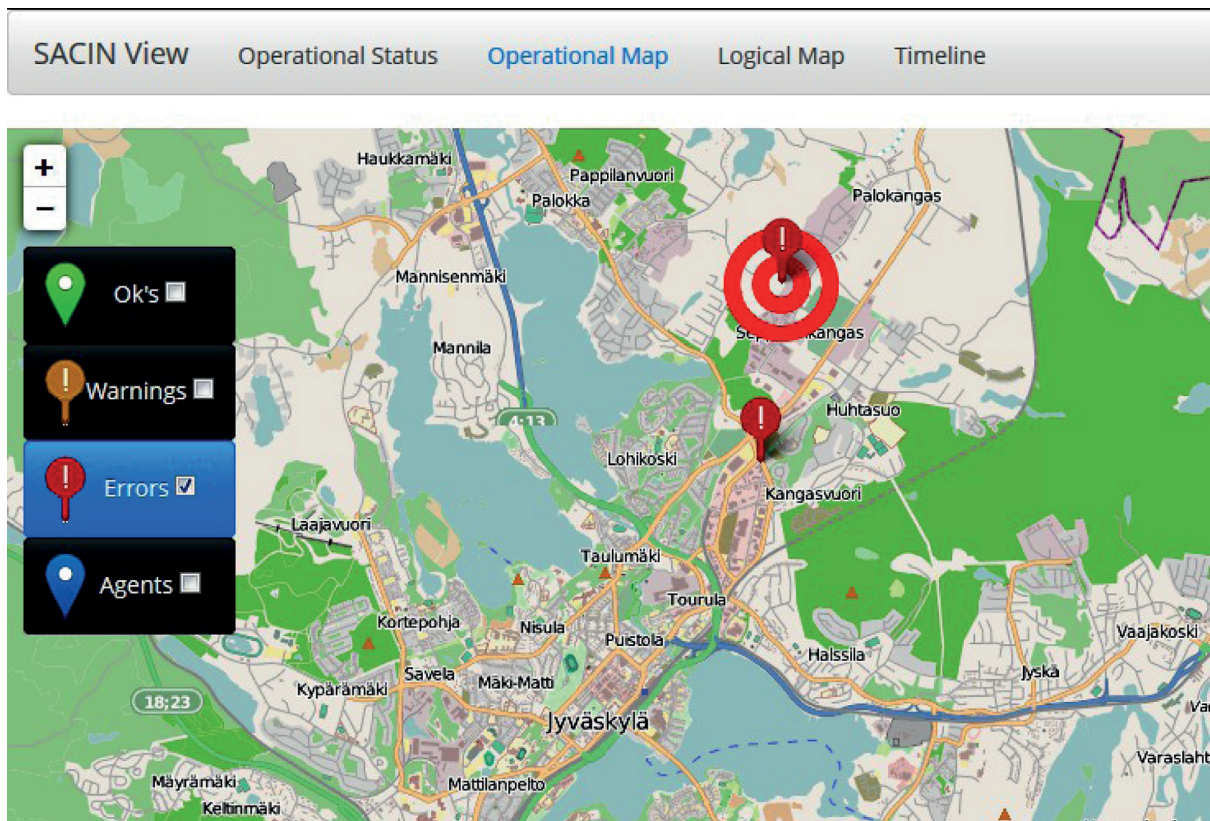 SACIN View Operational Status Operational Map Logical Map Timeline
+
−
Haukkamäki
Pappilanvuori
Palokka
Palokangas
Mannisenmäki
Ok's
Mannila
Warnings
Huhtasuo
4;13
Lohikoski
Errors
Kangasvuori
Laajavuori
Taulumäki
Agents
Tourula
Kortepohja
Nisula
Puistola
Vaajakoski
Halssila
Savela
Jyskä
Kypärämäki
Mäki-Matti
18;23
Jyväskylä
Varaslaht
Mäyrämäki
Mattilanpelto
Keltinmäki